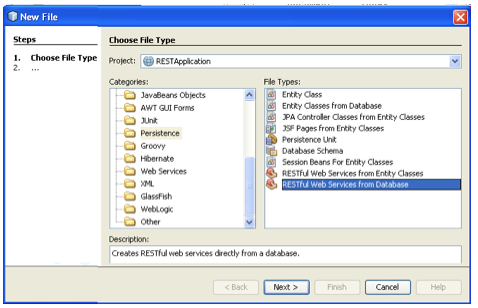 New File
Steps
1. Choose File Type
2. ...
Choose File Type
Project: RESTApplication
Categories:
JavaBeans Objects
AWT GUI Forms
JUnit
Persistence
Groovy
Hibernate
Web Services
XML
GlassFish
WebLogic
Other
File Types:
Entity Class
Entity Classes from Database
JPA Controller Classes from Entity Classes
JSF Pages from Entity Classes
Persistence Unit
Database Schema
Session Beans For Entity Classes
RESTful Web Services from Entity Classes
RESTful Web Services from Database
Description:
Creates RESTful web services directly from a database.
< Back
Next >
Finish
Cancel
Help